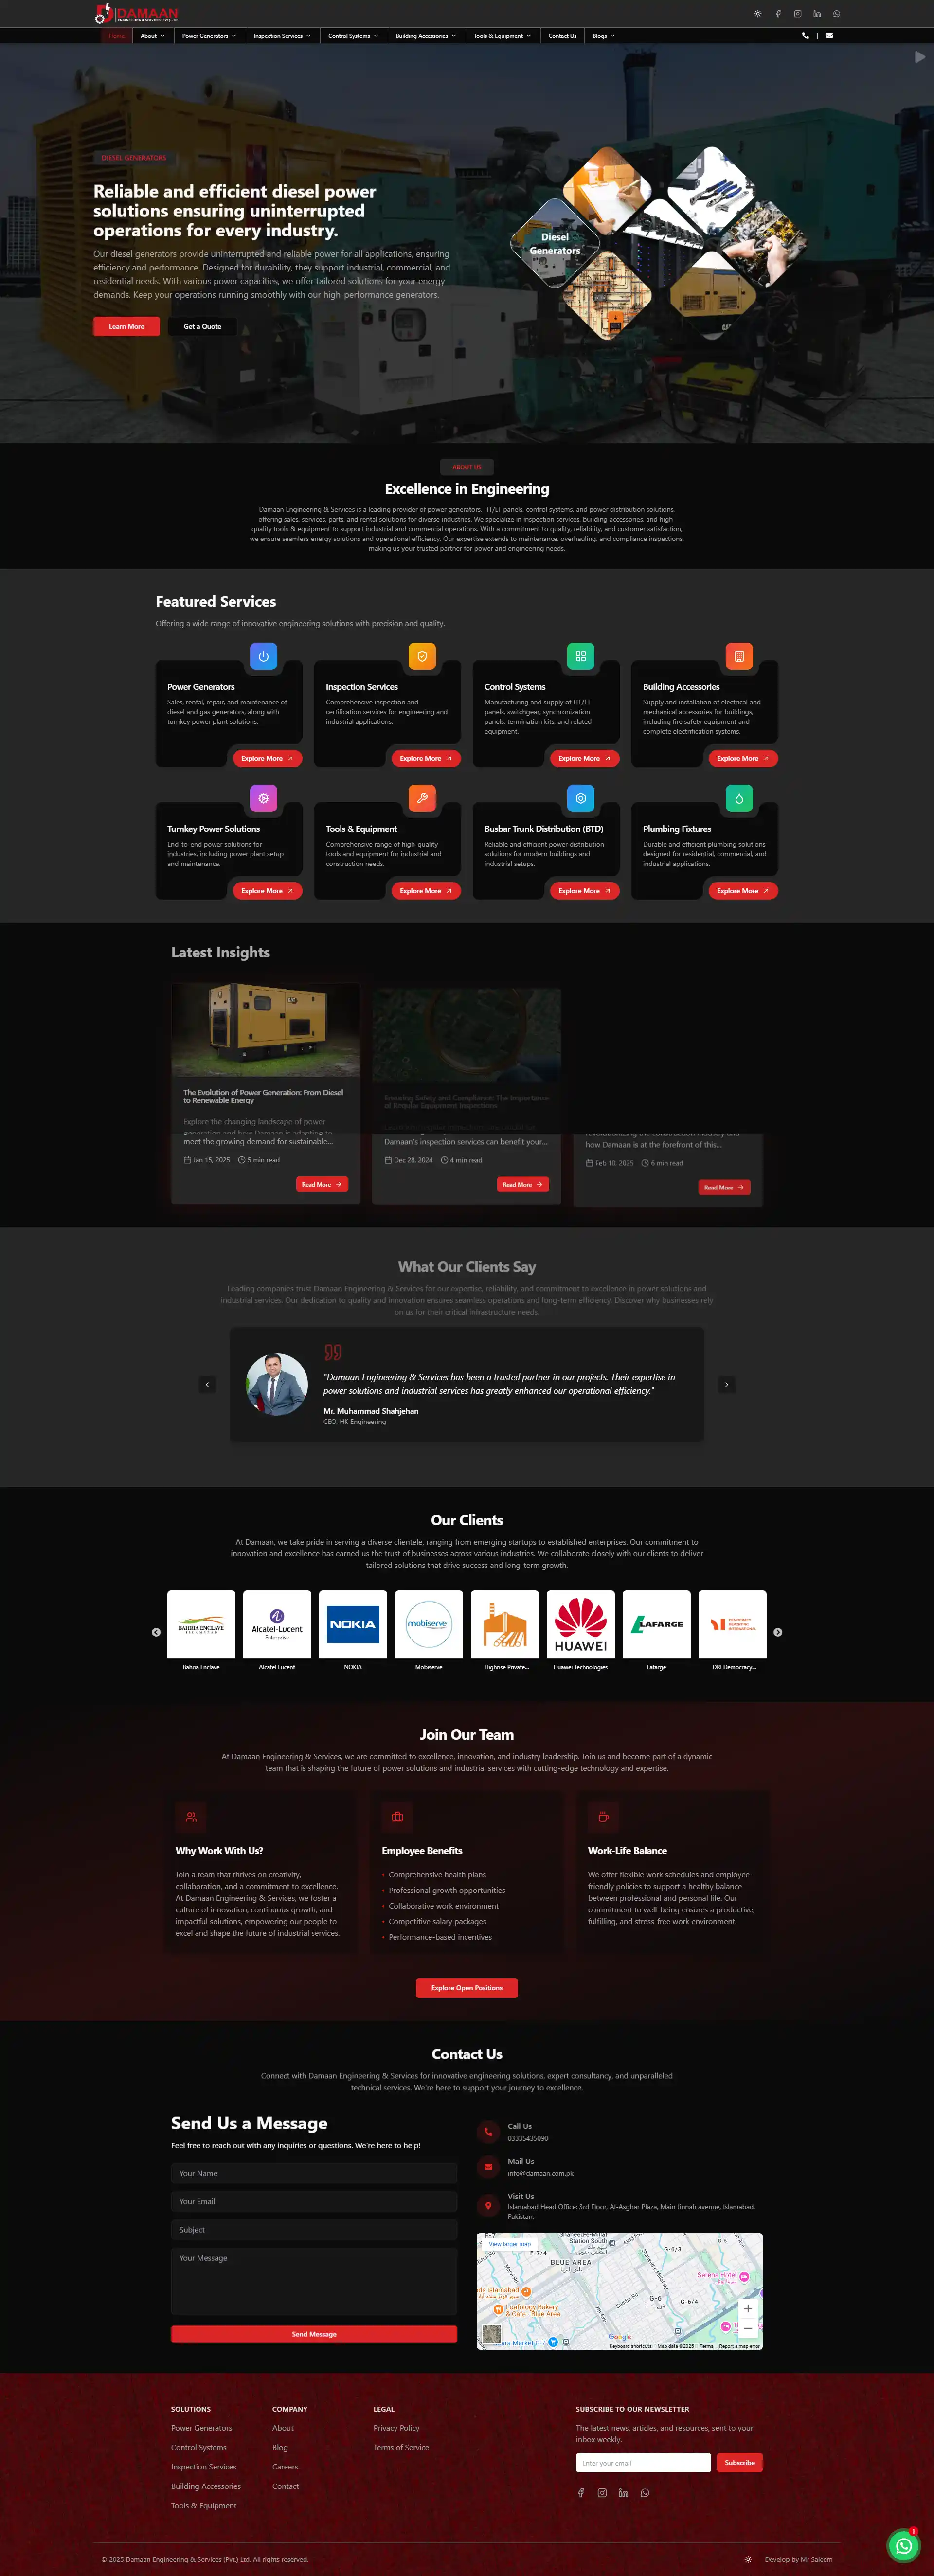 DAMAAN
ENGINEERING & SERVICES(PVT) LTD
Home
About
Power Generators
Inspection Services
Control Systems
Building Accessories
Tools & Equipment
Contact Us
Blogs
|
DIESEL GENERATORS
Reliable and efficient diesel power
solutions ensuring uninterrupted
operations for every industry.
Our diesel generators provide uninterrupted and reliable power for all applications, ensuring
efficiency and performance. Designed for durability, they support industrial, commercial, and
residential needs. With various power capacities, we offer tailored solutions for your energy
demands. Keep your operations running smoothly with our high-performance generators.
Learn More
Get a Quote
Diesel
Generators
ABOUT US
Excellence in Engineering
Damaan Engineering & Services is a leading provider of power generators, HT/LT panels, control systems, and power distribution solutions,
offering sales, services, parts, and rental solutions for diverse industries. We specialize in inspection services, building accessories, and high-
quality tools & equipment to support industrial and commercial operations. With a commitment to quality, reliability, and customer satisfaction,
we ensure seamless energy solutions and operational efficiency. Our expertise extends to maintenance, overhauling, and compliance inspections,
making us your trusted partner for power and engineering needs.
Featured Services
Offering a wide range of innovative engineering solutions with precision and quality.
Power Generators
Sales, rental, repair, and maintenance of
diesel and gas generators, along with
turnkey power plant solutions.
Explore More
Inspection Services
Comprehensive inspection and
certification services for engineering and
industrial applications.
Explore More
Control Systems
Manufacturing and supply of HT/LT
panels, switchgear, synchronization
panels, termination kits, and related
equipment.
Explore More
Building Accessories
Supply and installation of electrical and
mechanical accessories for buildings,
including fire safety equipment and
complete electrification systems.
Explore More
Turnkey Power Solutions
End-to-end power solutions for
industries, including power plant setup
and maintenance.
Explore More
Tools & Equipment
Comprehensive range of high-quality
tools and equipment for industrial and
construction needs.
Explore More
Busbar Trunk Distribution (BTD)
Reliable and efficient power distribution
solutions for modern buildings and
industrial setups.
Explore More
Plumbing Fixtures
Durable and efficient plumbing solutions
designed for residential, commercial, and
industrial applications.
Explore More
Latest Insights
The Evolution of Power Generation: From Diesel
to Renewable Energy
Explore the changing landscape of power
generation and how Damaan is adapting to
meet the growing demand for sustainable...
Jan 15, 2025
5 min read
Read More
Ensuring Safety and Compliance: The Importance
of Regular Equipment Inspections
Damaan's inspection services can benefit your...
Dec 28, 2024
4 min read
Read More
revolutionizing the construction industry and
how Damaan is at the forefront of this...
Feb 10, 2025
6 min read
Read More
What Our Clients Say
Leading companies trust Damaan Engineering & Services for our expertise, reliability, and commitment to excellence in power solutions and
industrial services. Our dedication to quality and innovation ensures seamless operations and long-term efficiency. Discover why businesses rely
on us for their critical infrastructure needs.
"Damaan Engineering & Services has been a trusted partner in our projects. Their expertise in
power solutions and industrial services has greatly enhanced our operational efficiency."
Mr. Muhammad Shahjehan
CEO, HK Engineering
Our Clients
At Damaan, we take pride in serving a diverse clientele, ranging from emerging startups to established enterprises. Our commitment to
innovation and excellence has earned us the trust of businesses across various industries. We collaborate closely with our clients to deliver
tailored solutions that drive success and long-term growth.
BAHRIA ENCLAVE
ISLAMABAD
Bahria Enclave
Alcatel·Lucent
Enterprise
Alcatel Lucent
NOKIA
NOKIA
mobiserve
Mobiserve
Highrise Private...
HUAWEI
Huawei Technologies
LAFARGE
Lafarge
DEMOCRACY
REPORTING
INTERNATIONAL
DRI Democracy...
Join Our Team
At Damaan Engineering & Services, we are committed to excellence, innovation, and industry leadership. Join us and become part of a dynamic
team that is shaping the future of power solutions and industrial services with cutting-edge technology and expertise.
Why Work With Us?
Join a team that thrives on creativity,
collaboration, and a commitment to excellence.
At Damaan Engineering & Services, we foster a
culture of innovation, continuous growth, and
impactful solutions, empowering our people to
excel and shape the future of industrial services.
Employee Benefits
• Comprehensive health plans
• Professional growth opportunities
• Collaborative work environment
• Competitive salary packages
• Performance-based incentives
Work-Life Balance
We offer flexible work schedules and employee-
friendly policies to support a healthy balance
between professional and personal life. Our
commitment to well-being ensures a productive,
fulfilling, and stress-free work environment.
Explore Open Positions
Contact Us
Connect with Damaan Engineering & Services for innovative engineering solutions, expert consultancy, and unparalleled
technical services. We're here to support your journey to excellence.
Send Us a Message
Feel free to reach out with any inquiries or questions. We're here to help!
Your Name
Your Email
Subject
Your Message
Send Message
Call Us
03335435090
Mail Us
info@damaan.com.pk
Visit Us
Islamabad Head Office: 3rd Floor, Al-Asghar Plaza, Main Jinnah avenue, Islamabad.
Pakistan.
View larger map
F-7
Shaheed-e-Millat
Station South
F-7/4
BLUE AREA
G-5
G-6/3
Serena Hotel
G-6
G-6/4
Loafology Bakery
& Cafe - Blue Area
7th Ave
Google
Keyboard shortcuts
Map data ©2025
Terms
Report a map error
SOLUTIONS
Power Generators
Control Systems
Inspection Services
Building Accessories
Tools & Equipment
COMPANY
About
Blog
Careers
Contact
LEGAL
Privacy Policy
Terms of Service
SUBSCRIBE TO OUR NEWSLETTER
The latest news, articles, and resources, sent to your
inbox weekly.
Enter your email
Subscribe
© 2025 Damaan Engineering & Services (Pvt.) Ltd. All rights reserved.
Develop by Mr Saleem
1